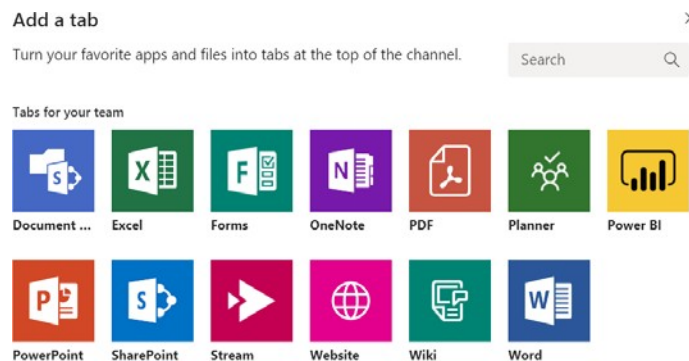 Add a tab
Turn your favorite apps and files into tabs at the top of the channel.
Search
Tabs for your team
Document ... Excel Forms OneNote PDF Planner Power BI
PowerPoint SharePoint Stream Website Wiki Word